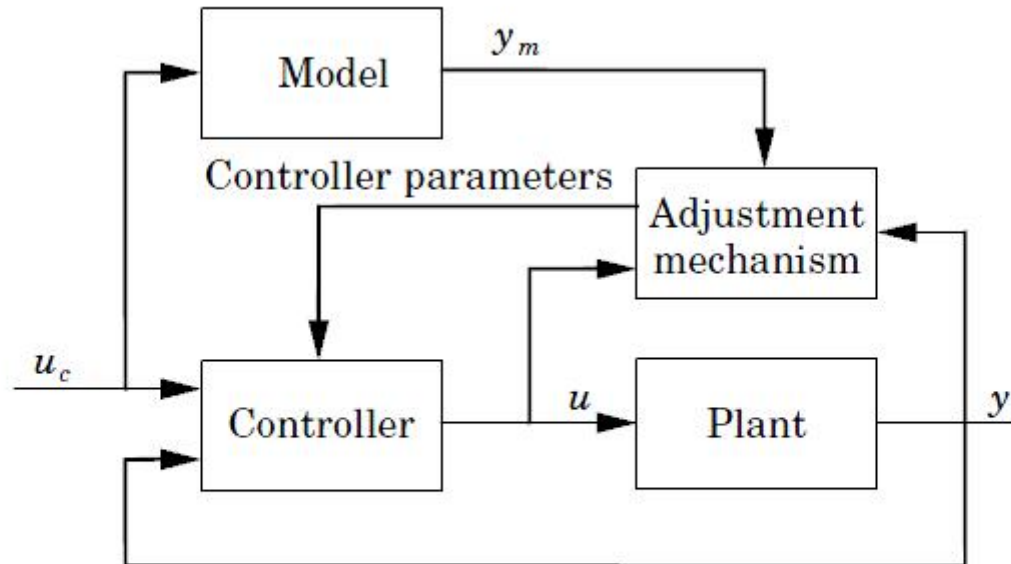 y_m
Model
Controller parameters
Adjustment
mechanism
u_c
Controller
u
Plant
y